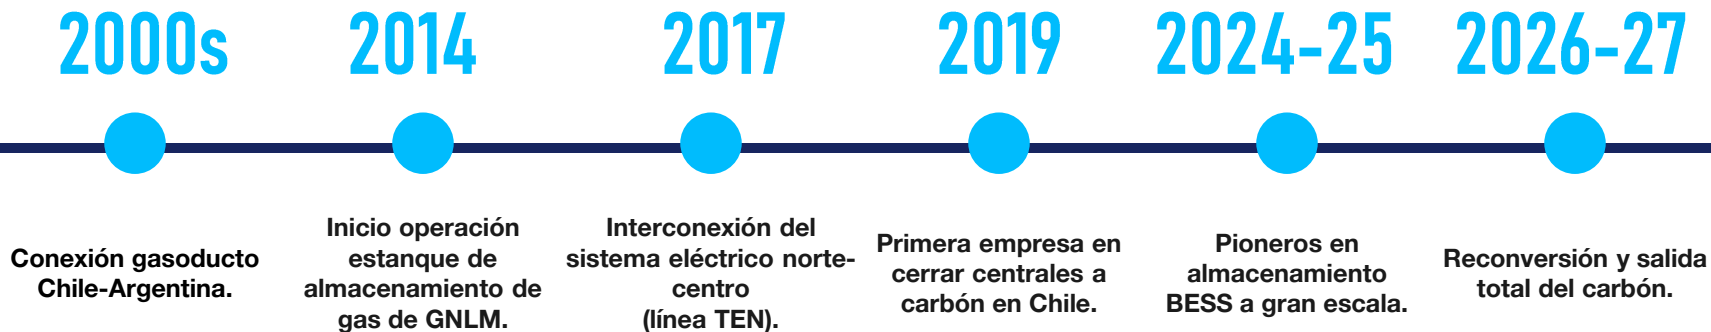 2000s
2014
2017
2019
2024-25
2026-27
Conexión gasoducto
Chile-Argentina.
Inicio operación
estanque de
almacenamiento de
gas de GNLM.
Interconexión del
sistema eléctrico norte-
centro
(línea TEN).
Primera empresa en
cerrar centrales a
carbón en Chile.
Pioneros en
almacenamiento
BESS a gran escala.
Reconversión y salida
total del carbón.